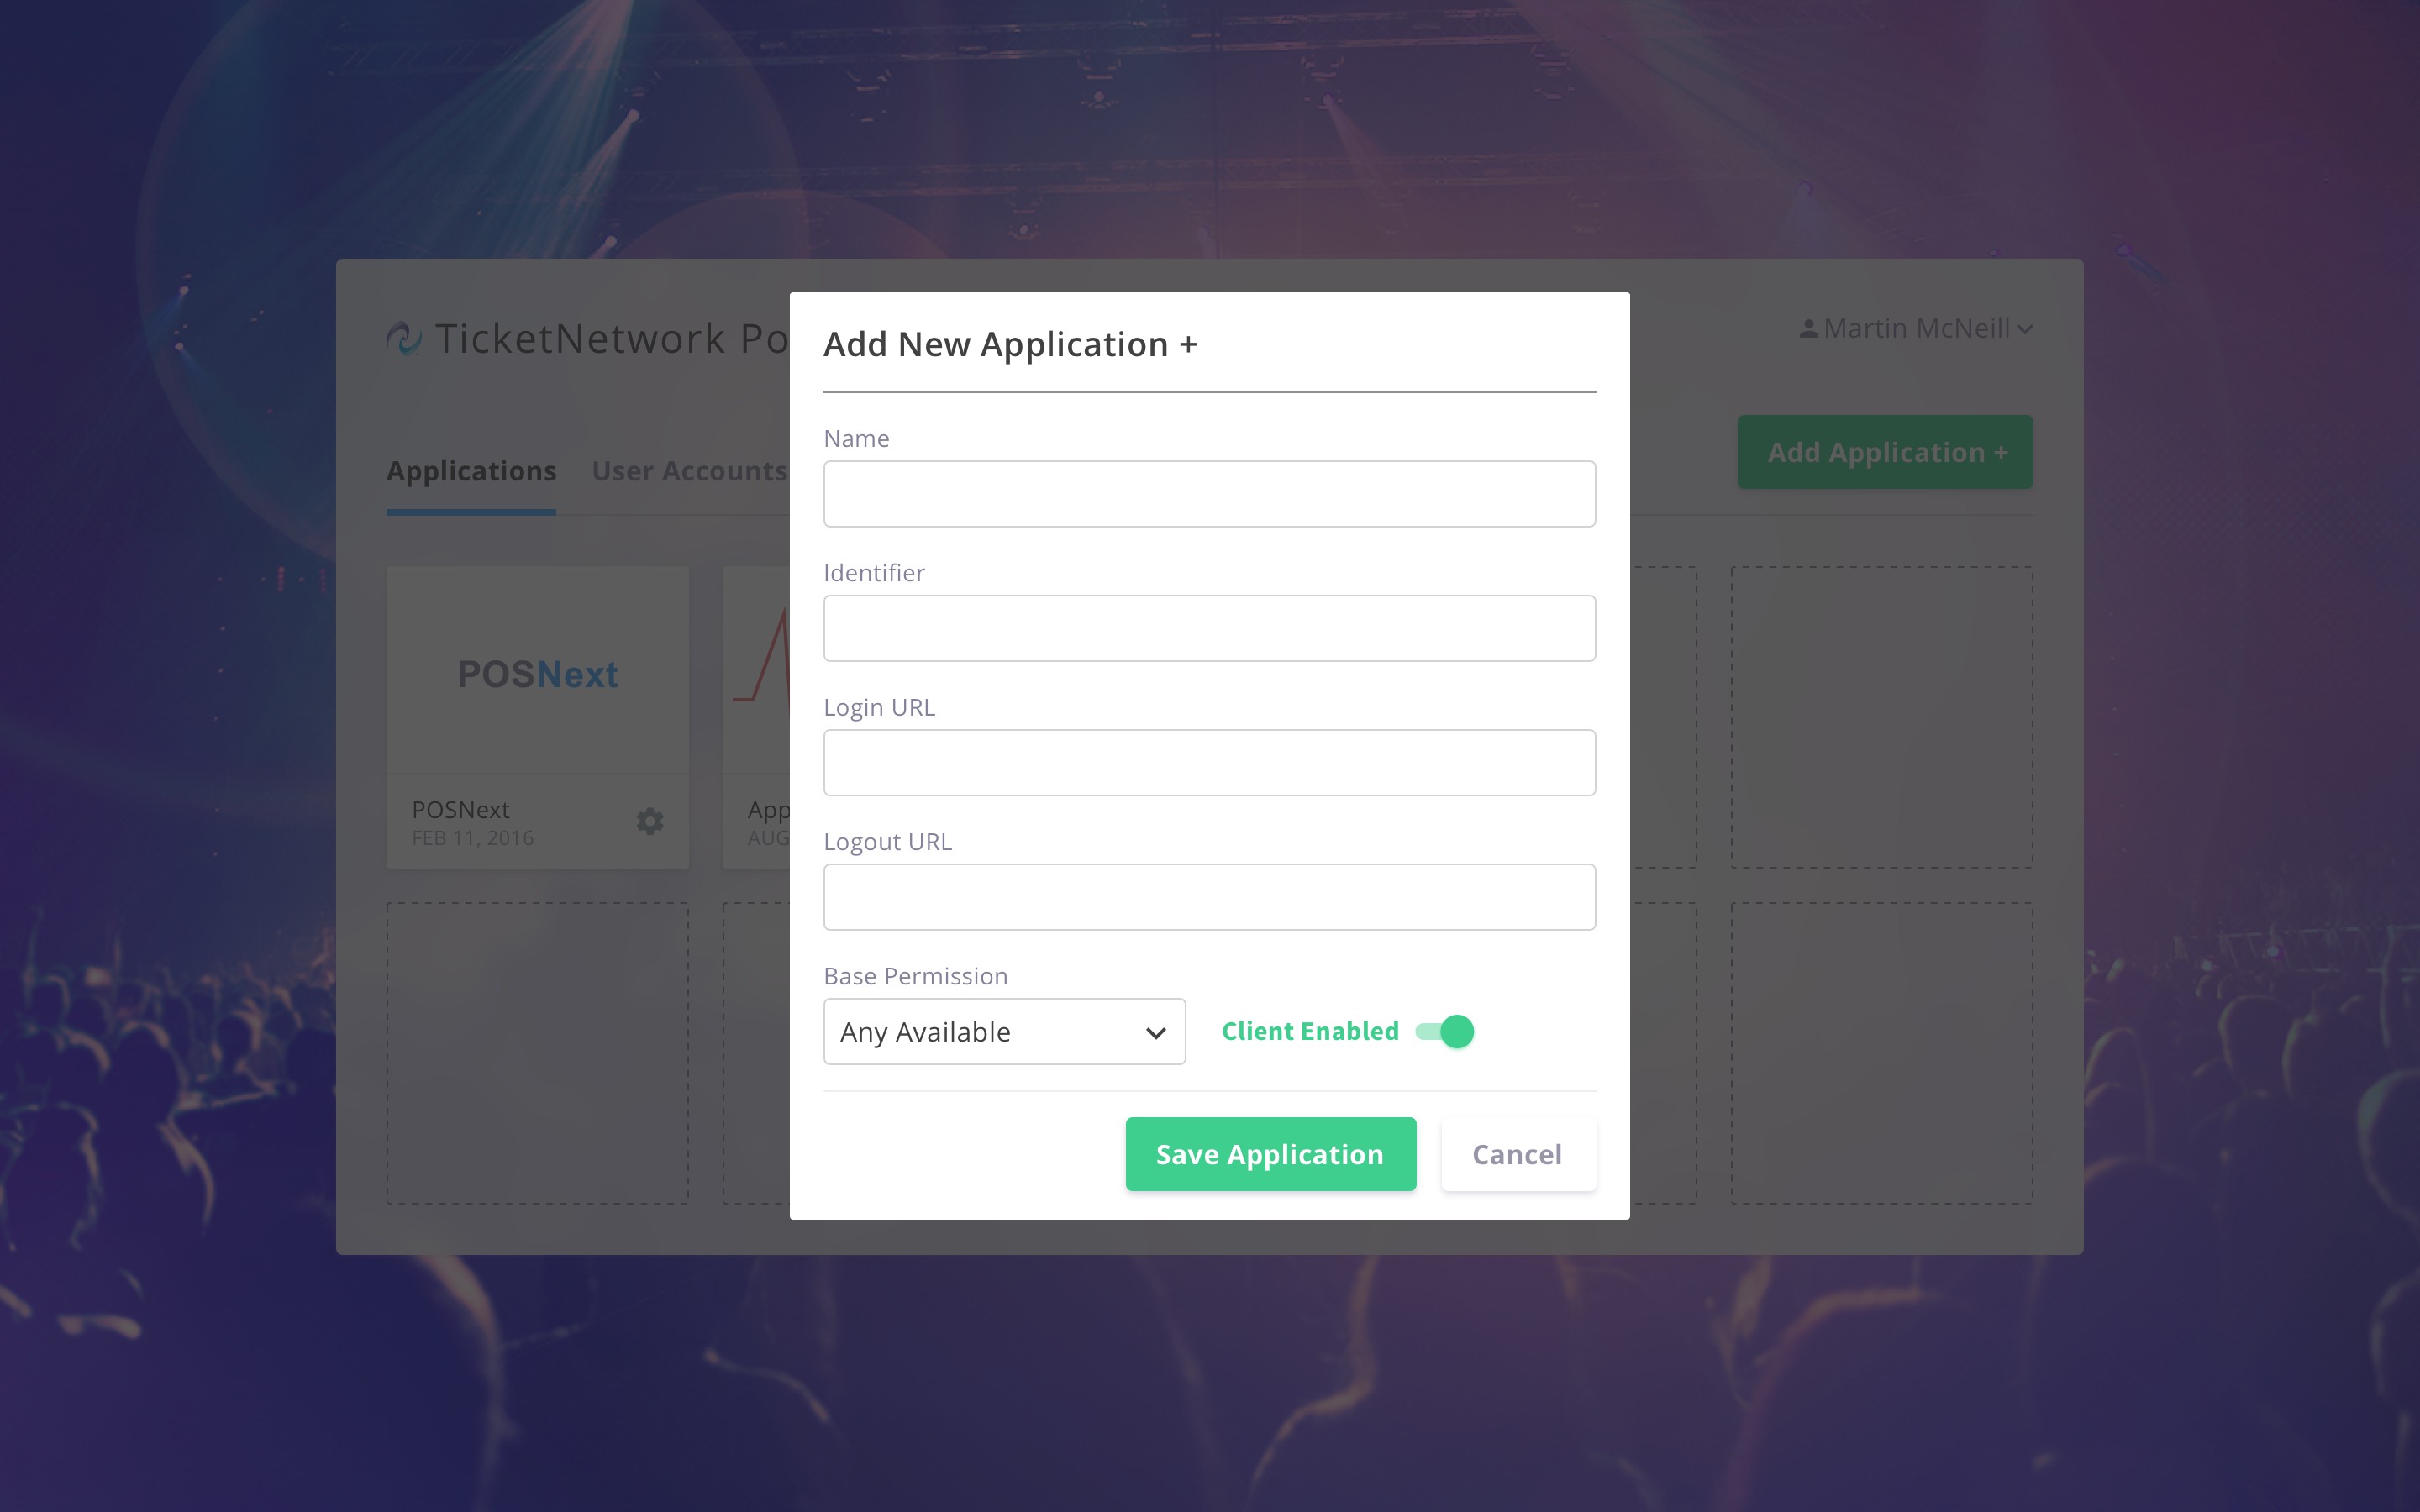 TicketNetwork Po
Martin McNeill
Applications
User Accounts
Add Application +
POSNext
POSNext
FEB 11, 2016
App
AUG
Add New Application +
Name
Identifier
Login URL
Logout URL
Base Permission
Any Available
Client Enabled
Save Application
Cancel